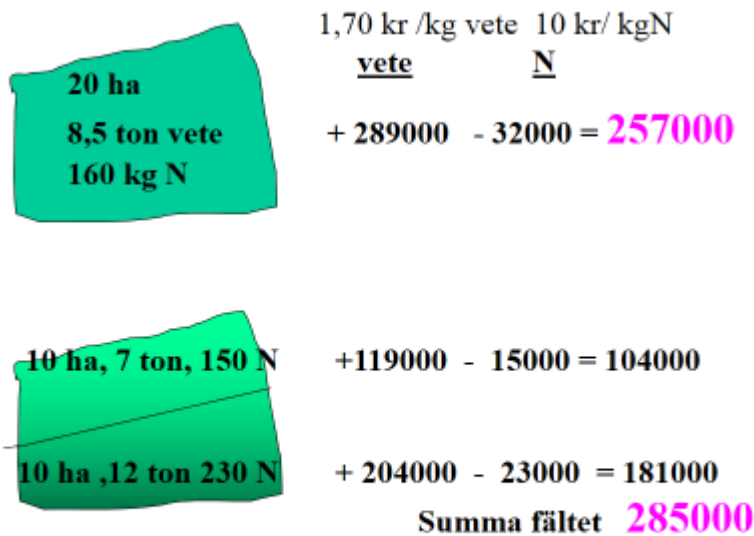 1,70 kr /kg vete 10 kr/ kgN
vete N
20 ha
8,5 ton vete + 289000 - 32000 = 257000
160 kg N
10 ha, 7 ton, 150 N +119000 - 15000 = 104000
10 ha ,12 ton 230 N + 204000 - 23000 = 181000
Summa fältet 285000